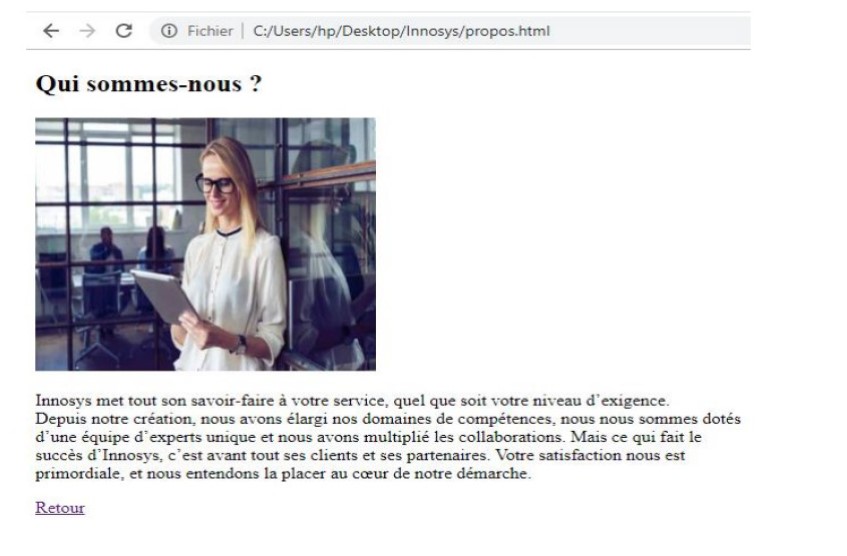 Fichier | C:/Users/hp/Desktop/Innosys/propos.html
Qui sommes-nous ?
Innosys met tout son savoir-faire à votre service, quel que soit votre niveau d'exigence.
Depuis notre création, nous avons élargi nos domaines de compétences, nous nous sommes dotés
d'une équipe d'experts unique et nous avons multiplié les collaborations. Mais ce qui fait le
succès d'Innosys, c'est avant tout ses clients et ses partenaires. Votre satisfaction nous est
primordiale, et nous entendons la placer au cœur de notre démarche.
Retour